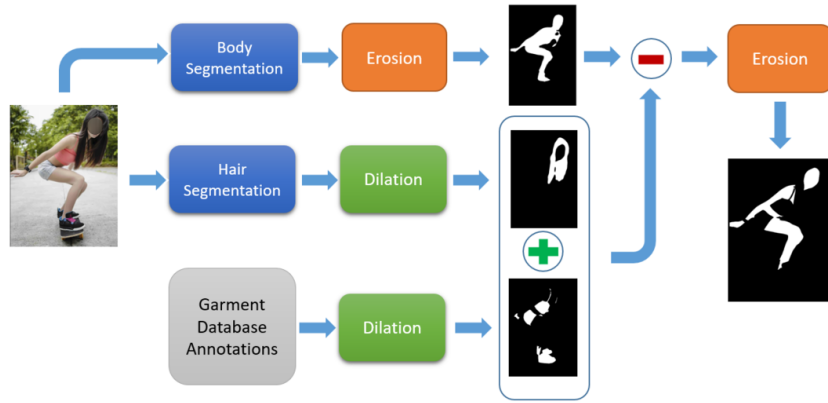 Body
Segmentation
Erosion
Erosion
Hair
Segmentation
Dilation
Garment
Database
Annotations
Dilation